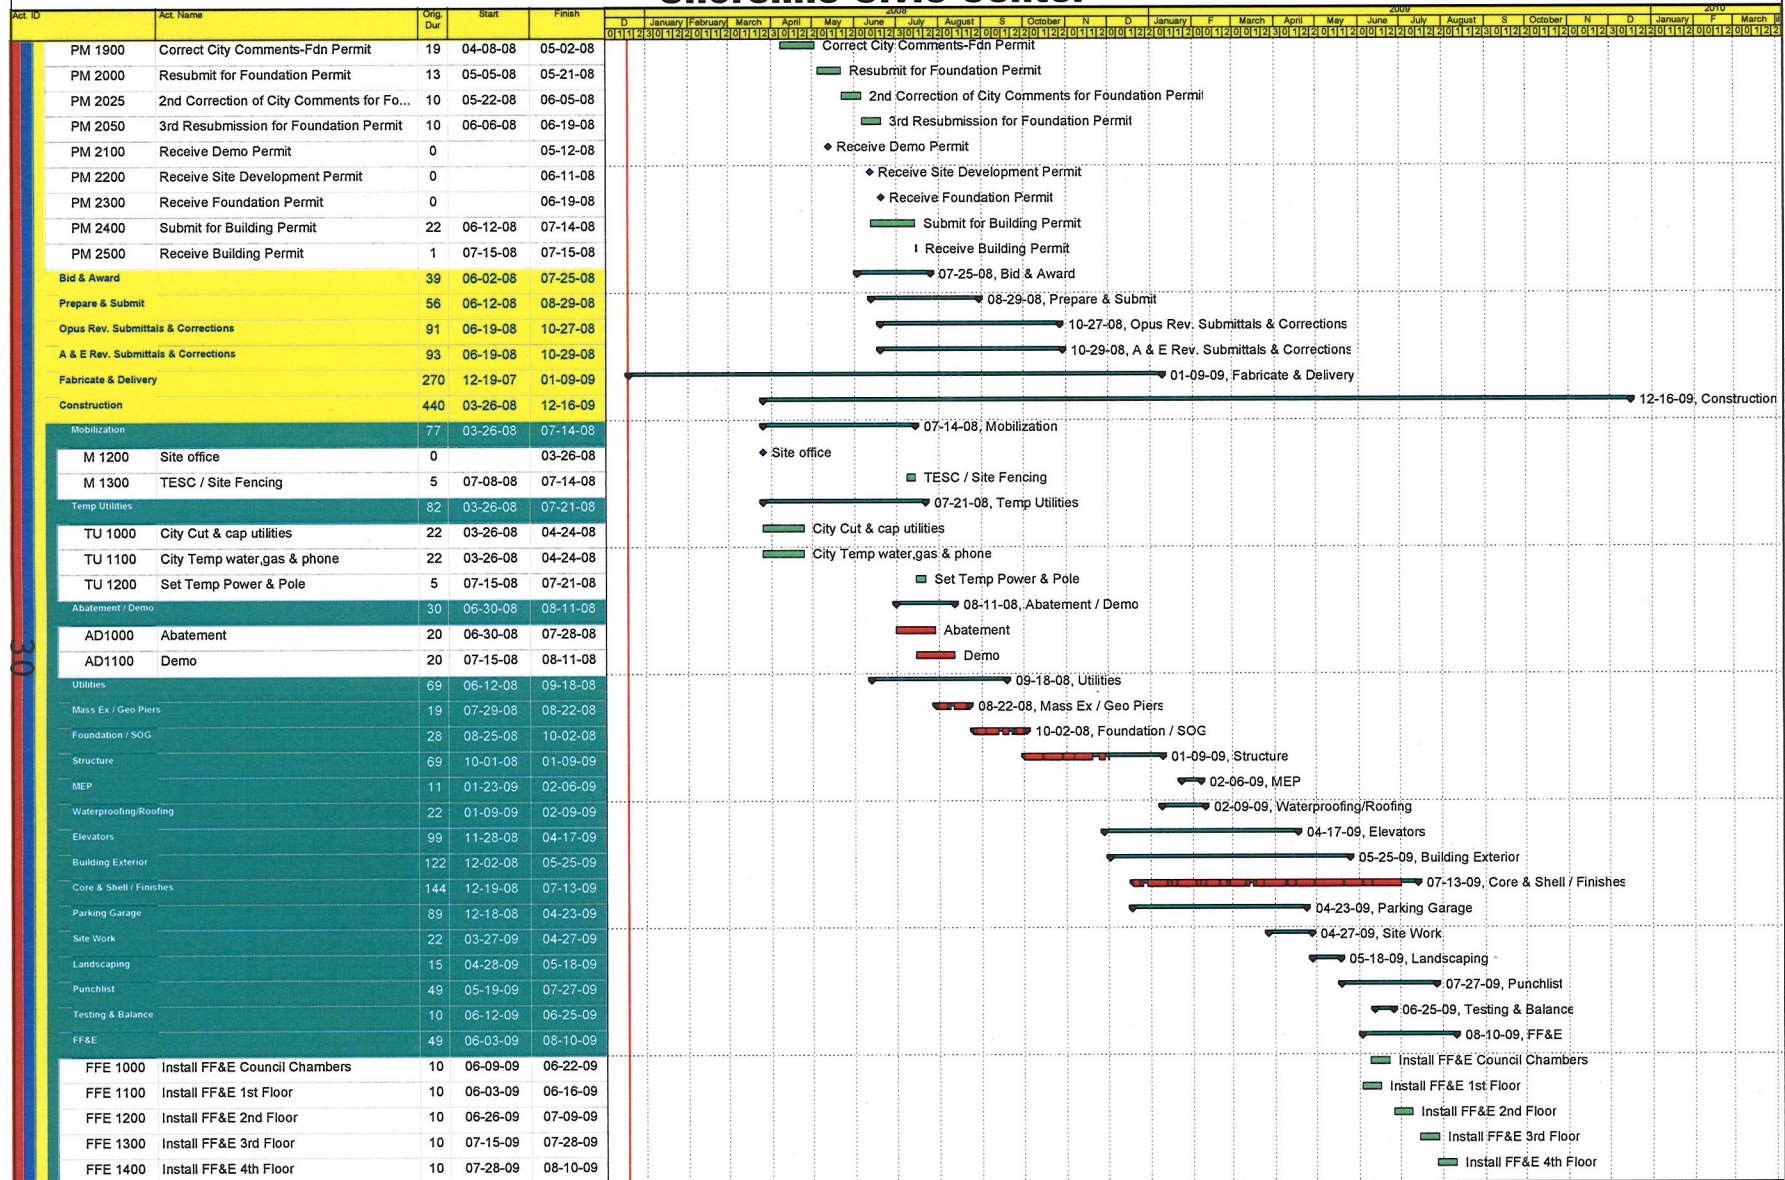 Shoreline Civic Center
Act. ID Act. Name Orig. Dur Start Finish
2008 2009 2010
D January February March April May June July August S October N D January F March April May June July August S October N D January F March
PM 1900 Correct City Comments-Fdn Permit 19 04-08-08 05-02-08 Correct City Comments-Fdn Permit
PM 2000 Resubmit for Foundation Permit 13 05-05-08 05-21-08 Resubmit for Foundation Permit
PM 2025 2nd Correction of City Comments for Fo... 10 05-22-08 06-05-08 2nd Correction of City Comments for Foundation Permit
PM 2050 3rd Resubmission for Foundation Permit 10 06-06-08 06-19-08 3rd Resubmission for Foundation Permit
PM 2100 Receive Demo Permit 0 05-12-08 Receive Demo Permit
PM 2200 Receive Site Development Permit 0 06-11-08 Receive Site Development Permit
PM 2300 Receive Foundation Permit 0 06-19-08 Receive Foundation Permit
PM 2400 Submit for Building Permit 22 06-12-08 07-14-08 Submit for Building Permit
PM 2500 Receive Building Permit 1 07-15-08 07-15-08 Receive Building Permit
Bid & Award 39 06-02-08 07-25-08 07-25-08, Bid & Award
Prepare & Submit 56 06-12-08 08-29-08 08-29-08, Prepare & Submit
Opus Rev. Submittals & Corrections 91 06-19-08 10-27-08 10-27-08, Opus Rev. Submittals & Corrections
A & E Rev. Submittals & Corrections 93 06-19-08 10-29-08 10-29-08, A & E Rev. Submittals & Corrections
Fabricate & Delivery 270 12-19-07 01-09-09 01-09-09, Fabricate & Delivery
Construction 440 03-26-08 12-16-09 12-16-09, Construction
Mobilization 77 03-26-08 07-14-08 07-14-08, Mobilization
M 1200 Site office 0 03-26-08 Site office
M 1300 TESC / Site Fencing 5 07-08-08 07-14-08 TESC / Site Fencing
Temp Utilities 82 03-26-08 07-21-08 07-21-08, Temp Utilities
TU 1000 City Cut & cap utilities 22 03-26-08 04-24-08 City Cut & cap utilities
TU 1100 City Temp water,gas & phone 22 03-26-08 04-24-08 City Temp water,gas & phone
TU 1200 Set Temp Power & Pole 5 07-15-08 07-21-08 Set Temp Power & Pole
Abatement / Demo 30 06-30-08 08-11-08 08-11-08, Abatement / Demo
AD1000 Abatement 20 06-30-08 07-28-08 Abatement
AD1100 Demo 20 07-15-08 08-11-08 Demo
30
Utilities 69 06-12-08 09-18-08 09-18-08, Utilities
Mass Ex / Geo Piers 19 07-29-08 08-22-08 08-22-08, Mass Ex / Geo Piers
Foundation / SOG 28 08-25-08 10-02-08 10-02-08, Foundation / SOG
Structure 69 10-01-08 01-09-09 01-09-09, Structure
MEP 11 01-23-09 02-06-09 02-06-09, MEP
Waterproofing/Roofing 22 01-09-09 02-09-09 02-09-09, Waterproofing/Roofing
Elevators 99 11-28-08 04-17-09 04-17-09, Elevators
Building Exterior 122 12-02-08 05-25-09 05-25-09, Building Exterior
Core & Shell / Finishes 144 12-19-08 07-13-09 07-13-09, Core & Shell / Finishes
Parking Garage 89 12-18-08 04-23-09 04-23-09, Parking Garage
Site Work 22 03-27-09 04-27-09 04-27-09, Site Work
Landscaping 15 04-28-09 05-18-09 05-18-09, Landscaping
Punchlist 49 05-19-09 07-27-09 07-27-09, Punchlist
Testing & Balance 10 06-12-09 06-25-09 06-25-09, Testing & Balance
FF&E 49 06-03-09 08-10-09 08-10-09, FF&E
FFE 1000 Install FF&E Council Chambers 10 06-09-09 06-22-09 Install FF&E Council Chambers
FFE 1100 Install FF&E 1st Floor 10 06-03-09 06-16-09 Install FF&E 1st Floor
FFE 1200 Install FF&E 2nd Floor 10 06-26-09 07-09-09 Install FF&E 2nd Floor
FFE 1300 Install FF&E 3rd Floor 10 07-15-09 07-28-09 Install FF&E 3rd Floor
FFE 1400 Install FF&E 4th Floor 10 07-28-09 08-10-09 Install FF&E 4th Floor